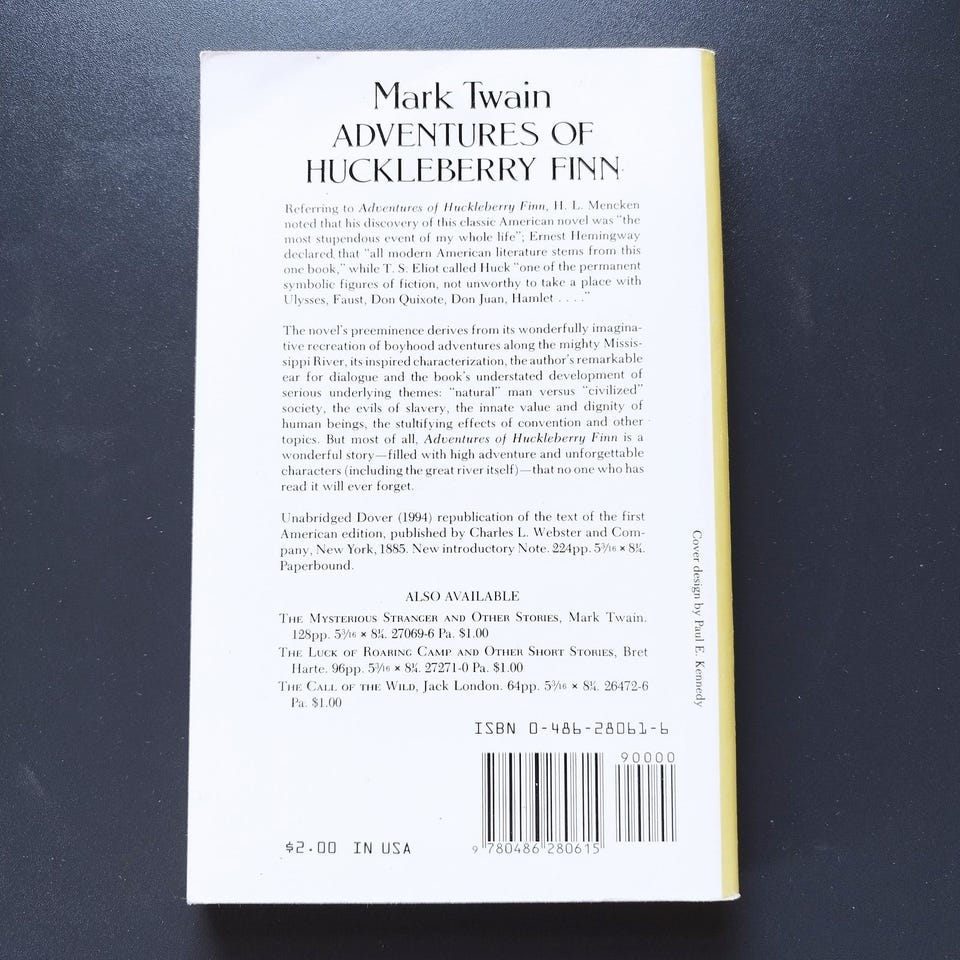 Mark Twain
ADVENTURES OF
HUCKLEBERRY FINN
Referring to Adventures of Huckleberry Finn, H. L. Mencken
noted that his discovery of this classic American novel was "the
most stupendous event of my whole life"; Ernest Hemingway
declared that "all modern American literature stems from this
one book," while T. S. Eliot called Huck "one of the permanent
symbolic figures of fiction, not unworthy to take a place with
Ulysses, Faust, Don Quixote, Don Juan, Hamlet . . . ."
The novel's preeminence derives from its wonderfully imagina-
tive recreation of boyhood adventures along the mighty Missis-
sippi River, its inspired characterization, the author's remarkable
ear for dialogue and the book's understated development of
serious underlying themes: "natural" man versus "civilized"
society, the evils of slavery, the innate value and dignity of
human beings, the stultifying effects of convention and other
topics. But most of all, Adventures of Huckleberry Finn is a
wonderful story—filled with high adventure and unforgettable
characters (including the great river itself)—that no one who has
read it will ever forget.
Unabridged Dover (1994) republication of the text of the first
American edition, published by Charles L. Webster and Com-
pany, New York, 1885. New introductory Note. 224pp. 5³⁄₁₆ × 8¼.
Paperbound.
ALSO AVAILABLE
THE MYSTERIOUS STRANGER AND OTHER STORIES, Mark Twain.
128pp. 5³⁄₁₆ × 8¼. 27069-6 Pa. $1.00
THE LUCK OF ROARING CAMP AND OTHER SHORT STORIES, Bret
Harte. 96pp. 5³⁄₁₆ × 8¼. 27271-0 Pa. $1.00
THE CALL OF THE WILD, Jack London. 64pp. 5³⁄₁₆ × 8¼. 26472-6
Pa. $1.00
Cover design by Paul E. Kennedy
ISBN 0-486-28061-6
90000
9 780486 280615
$2.00 IN USA